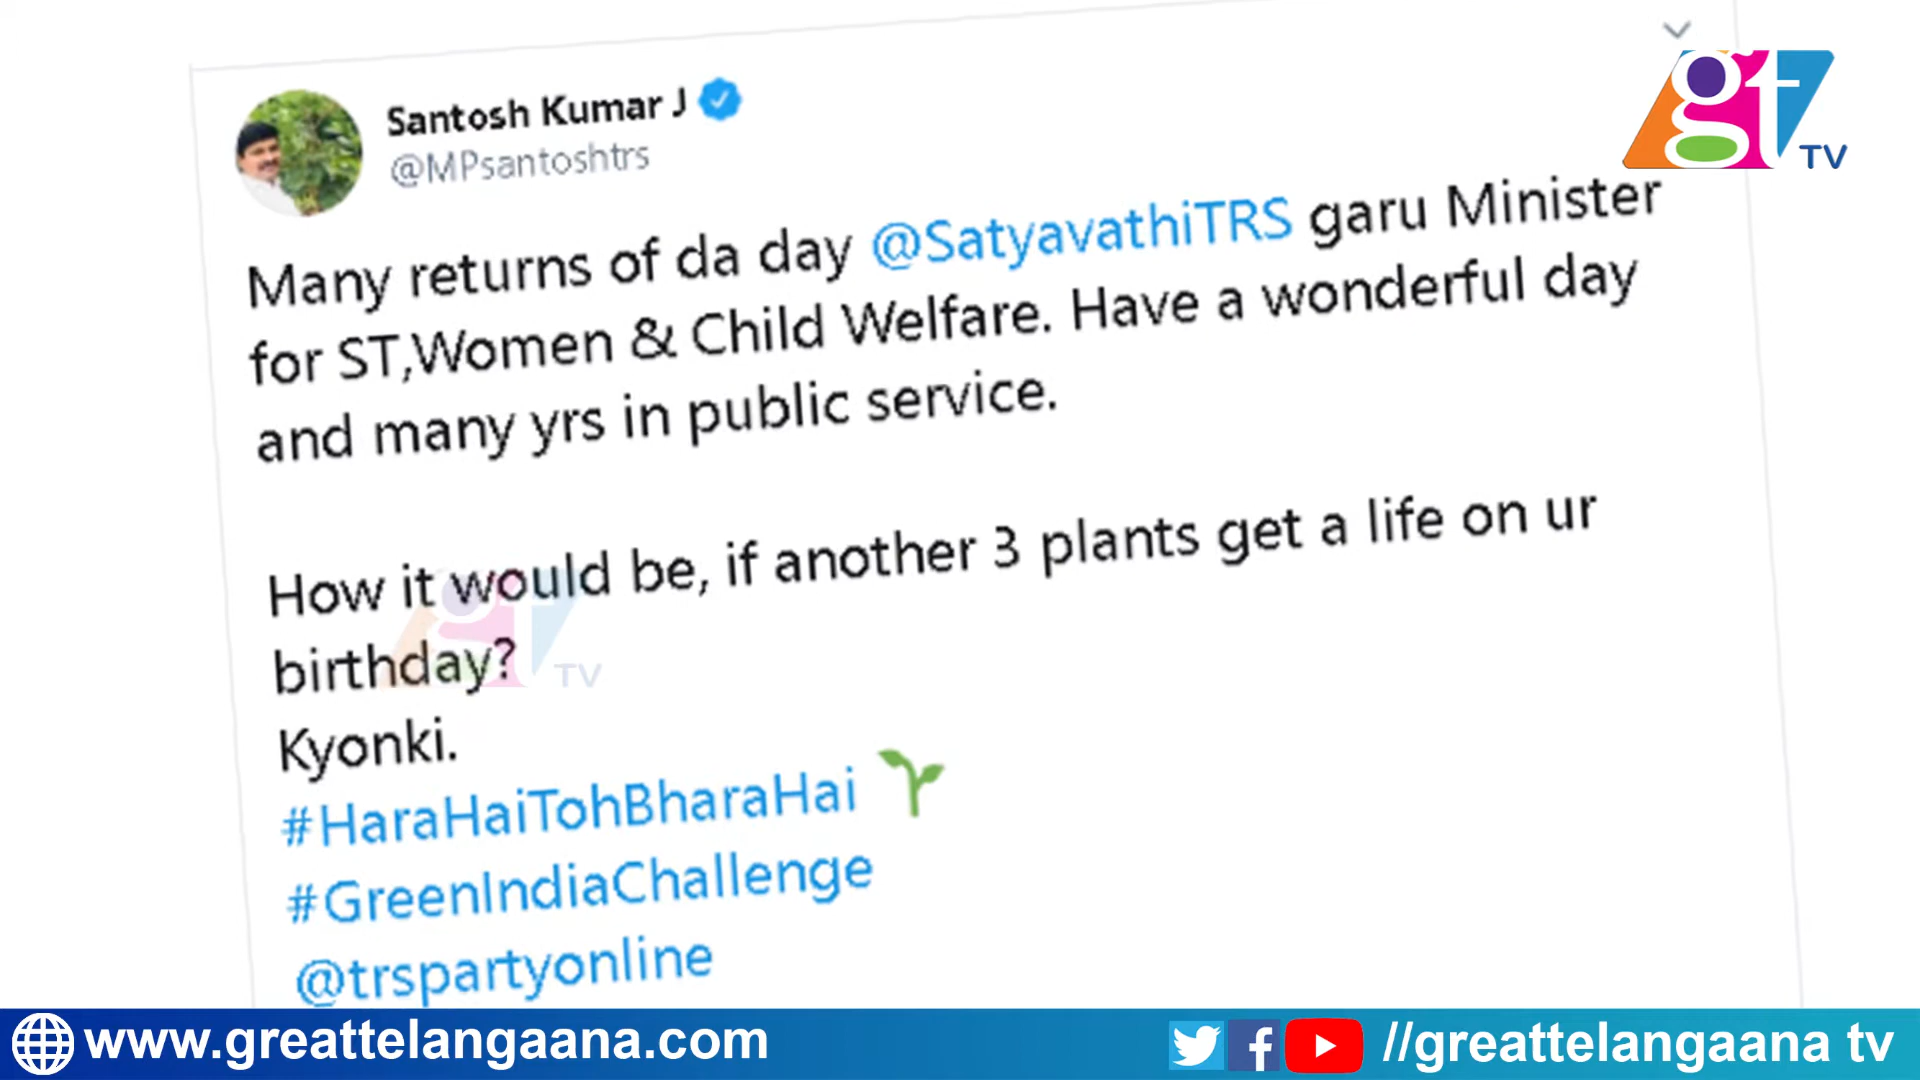 gt TV
Santosh Kumar J
@MPsantoshtrs
Many returns of da day @SatyavathiTRS garu Minister
for ST,Women & Child Welfare. Have a wonderful day
and many yrs in public service.
How it would be, if another 3 plants get a life on ur
birthday?
gt TV
Kyonki.
#HaraHaiTohBharaHai
#GreenIndiaChallenge
@trspartyonline
www.greattelangaana.com
//greattelangaana tv